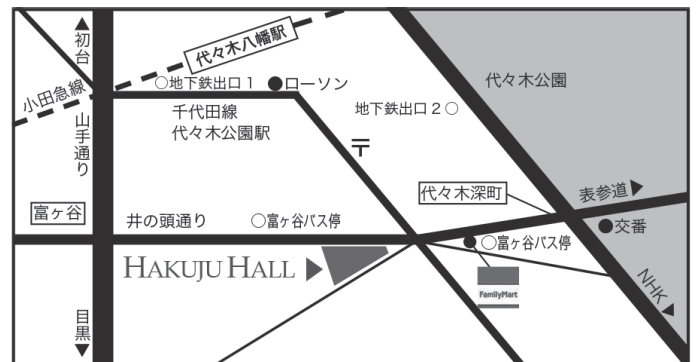 ▲初台
代々木八幡駅
小田急線
○地下鉄出口1
●ローソン
代々木公園
千代田線
代々木公園駅
地下鉄出口2○
山手通り
〒
富ヶ谷
井の頭通り
○富ヶ谷バス停
代々木深町
表参道▶
●交番
○富ヶ谷バス停
HAKUJU HALL ▶
FamilyMart
NHK▼
目黒▼